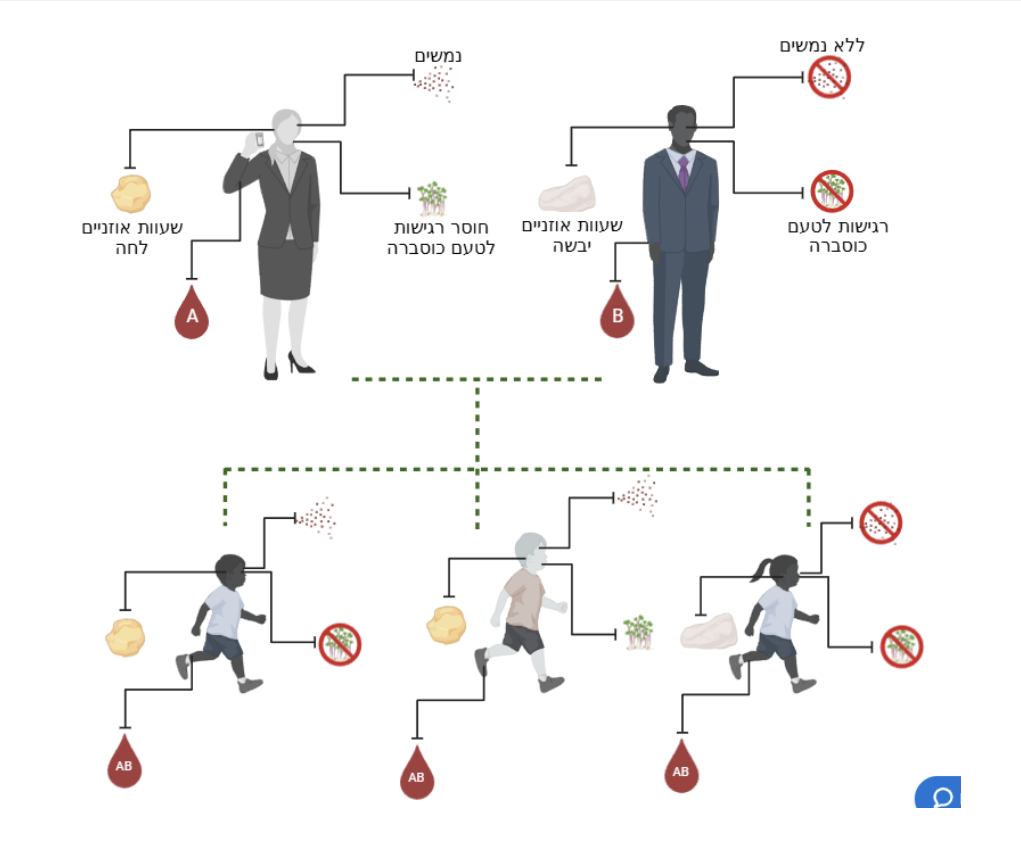 ללא נמשים
נמשים
שעוות אוזניים
לחה
חוסר רגישות
לטעם כוסברה
שעוות אוזניים
יבשה
רגישות לטעם
כוסברה
A
B
AB
AB
AB